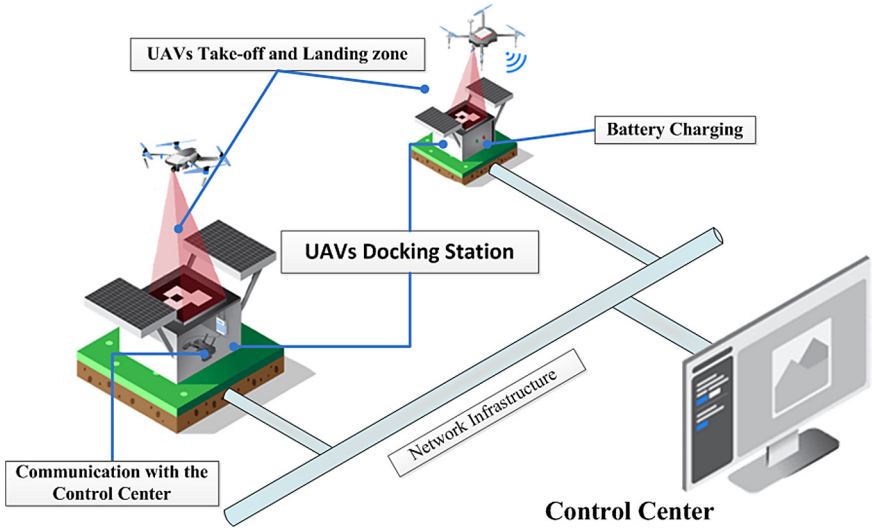 UAVs Take-off and Landing zone
Battery Charging
UAVs Docking Station
Network Infrastructure
Communication with the
Control Center
Control Center